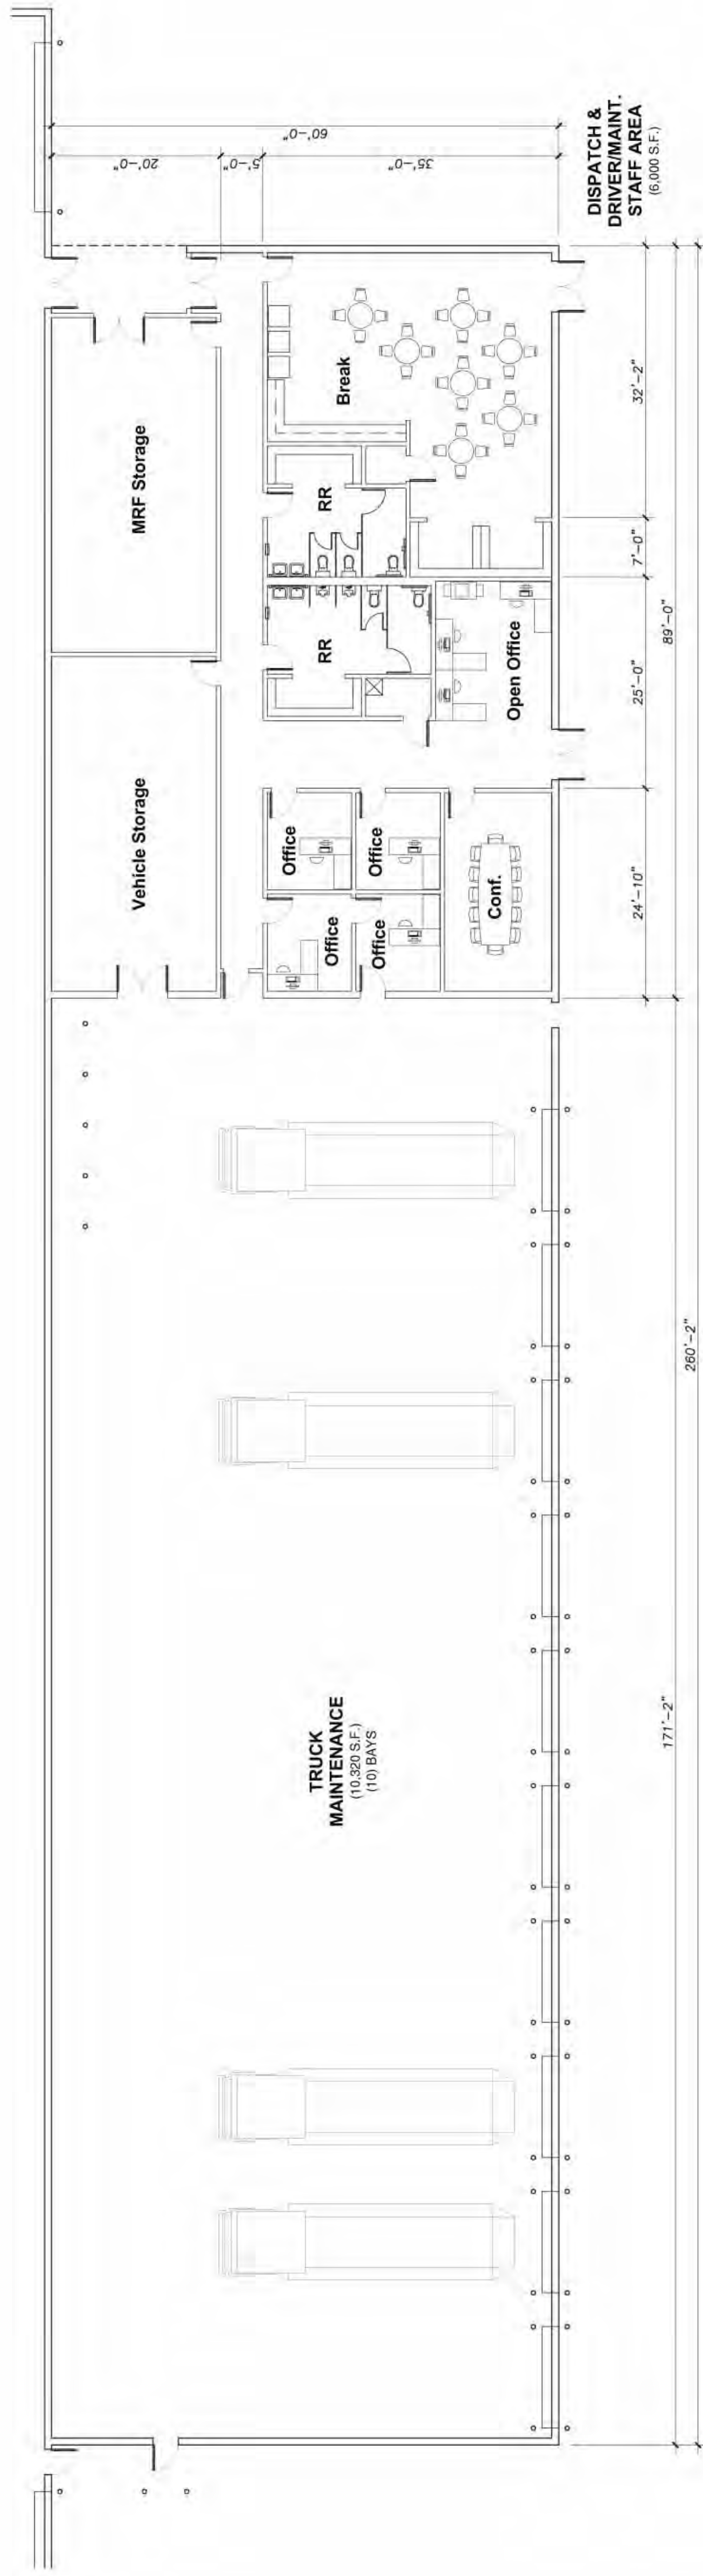 60'-0"
20'-0"
5'-0"
35'-0"
DISPATCH &
DRIVER/MAINT.
STAFF AREA
(6,000 S.F.)
MRF Storage
Break
RR
RR
32'-2"
7'-0"
25'-0"
89'-0"
Open Office
Vehicle Storage
Office
Office
Office
Office
Conf.
24'-10"
TRUCK
MAINTENANCE
(10,320 S.F.)
(10) BAYS
260'-2"
171'-2"